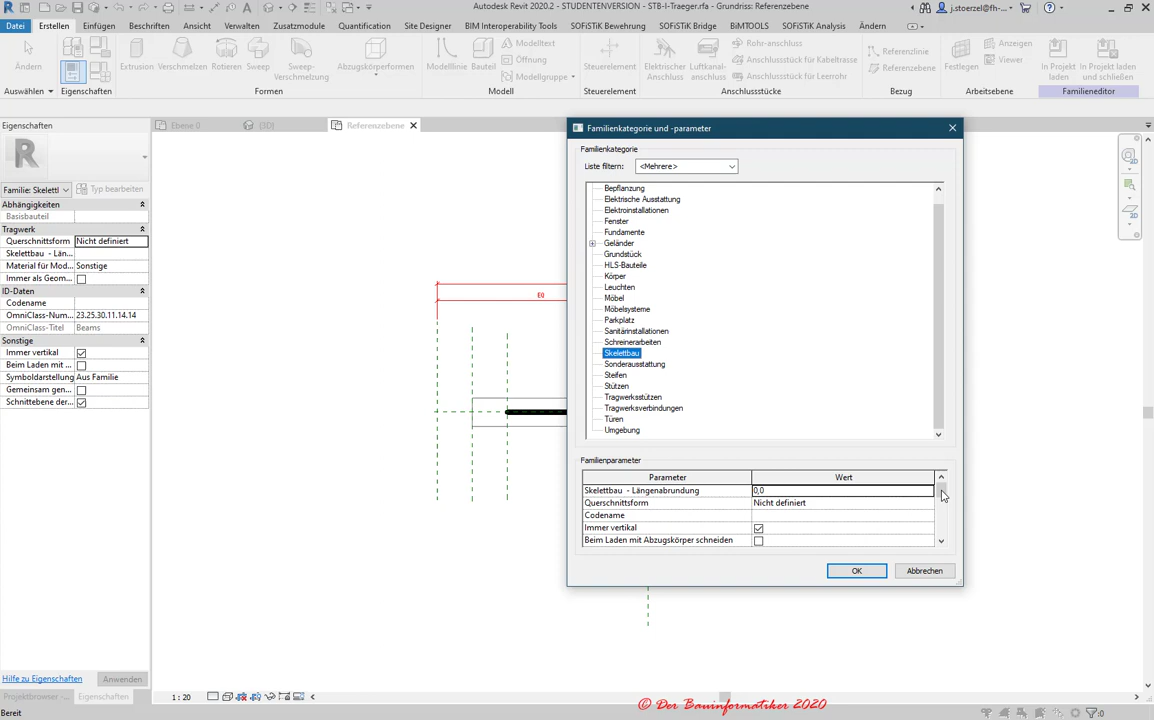 Autodesk Revit 2020.2 - STUDENTENVERSION - STB-I-Traeger.rfa - Grundriss: Referenzebene
j.stoerzel@fh-...
Datei Erstellen Einfügen Beschriften Ansicht Verwalten Zusatzmodule Quantification Site Designer BIM Interoperability Tools SOFiSTiK Bewehrung SOFiSTiK Bridge BiMTOOLS SOFiSTiK Analysis Ändern
Modelltext Rohr-anschluss Referenzlinie Anzeigen
Öffnung Anschlussstücke für Kabeltrasse Viewer
Ändern Extrusion Verschmelzen Rotieren Sweep Sweep-Verschmelzung Abzugskörperformen Modelllinie Bauteil Modellgruppe Steuerelement Elektrischer Anschluss Luftkanal-anschluss Anschlussstück für Leerrohr Referenzebene Festlegen In Projekt laden In Projekt laden und schließen
Auswählen Eigenschaften Formen Modell Steuerelement Anschlussstücke Bezug Arbeitsebene Familieneditor
Eigenschaften
Ebene 0 {3D} Referenzebene
Familie: Skelettl Typ bearbeiten
Abhängigkeiten
Basisbauteil
Tragwerk
Querschnittsform Nicht definiert
Skelettbau - Län...
Material für Mod... Sonstige
Immer als Geom...
ID-Daten
Codename
OmniClass-Num... 23.25.30.11.14.14
OmniClass-Titel Beams
Sonstige
Immer vertikal
Beim Laden mit ...
Symboldarstellung Aus Familie
Gemeinsam gen...
Schnittebene der...
EQ
Familienkategorie und -parameter
Familienkategorie
Liste filtern: <Mehrere>
Bepflanzung
Elektrische Ausstattung
Elektroinstallationen
Fenster
Fundamente
Geländer
Grundstück
HLS-Bauteile
Körper
Leuchten
Möbel
Möbelsysteme
Parkplatz
Sanitärinstallationen
Schreinerarbeiten
Skelettbau
Sonderausstattung
Steifen
Stützen
Tragwerksstützen
Tragwerksverbindungen
Türen
Umgebung
Familienparameter
Parameter Wert
Skelettbau - Längenabrundung 0,0
Querschnittsform Nicht definiert
Codename
Immer vertikal
Beim Laden mit Abzugskörper schneiden
OK Abbrechen
Hilfe zu Eigenschaften Anwenden
Projektbrowser -... Eigenschaften 1 : 20
Bereit
© Der Bauinformatiker 2020
:0